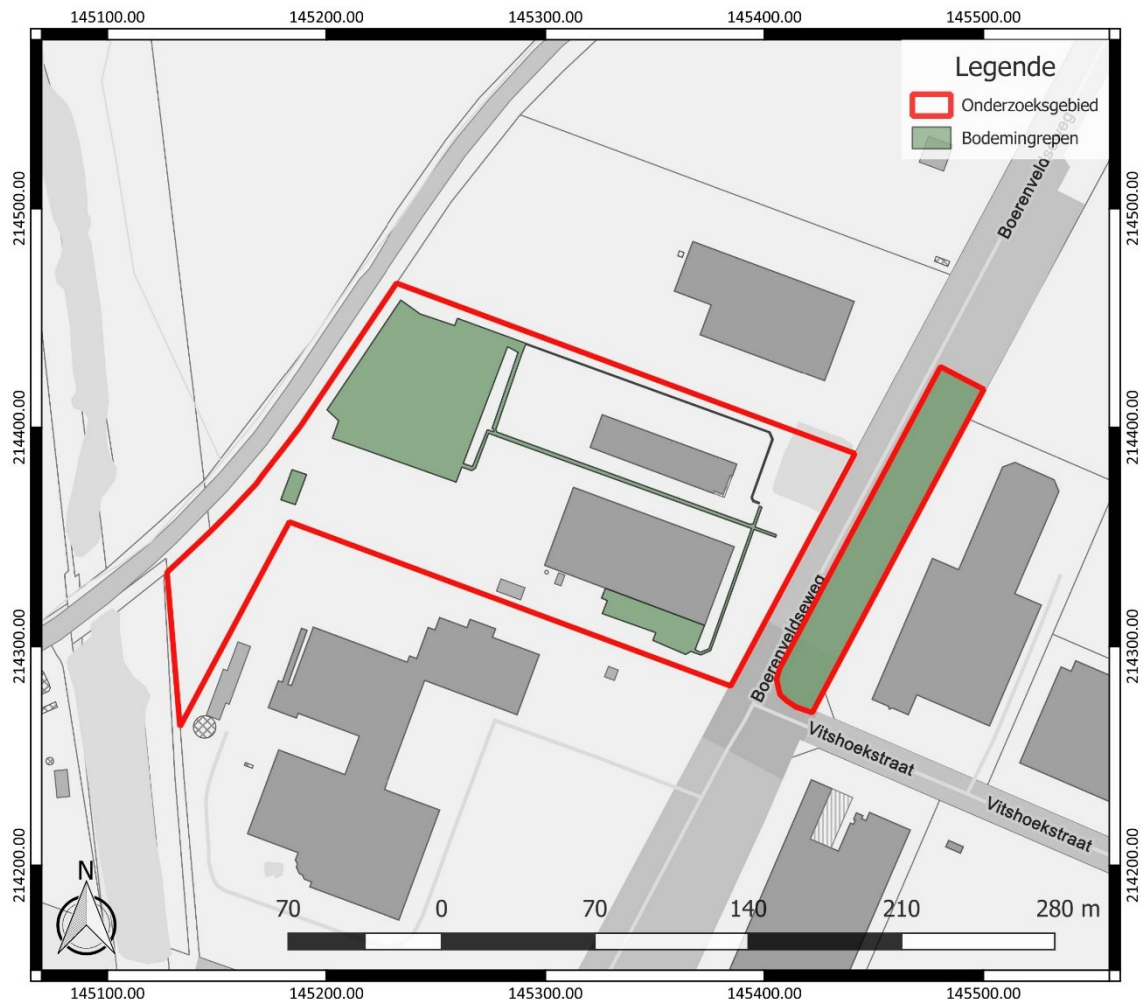 145100.00 145200.00 145300.00 145400.00 145500.00
Legende
Onderzoeksgebied
Bodemingrepen
Boerenveldseweg
214500.00 214500.00
214400.00 214400.00
Boerenveldseweg
214300.00 214300.00
Vitshoekstraat
Vitshoekstraat
214200.00 214200.00
N
70 0 70 140 210 280 m
145100.00 145200.00 145300.00 145400.00 145500.00